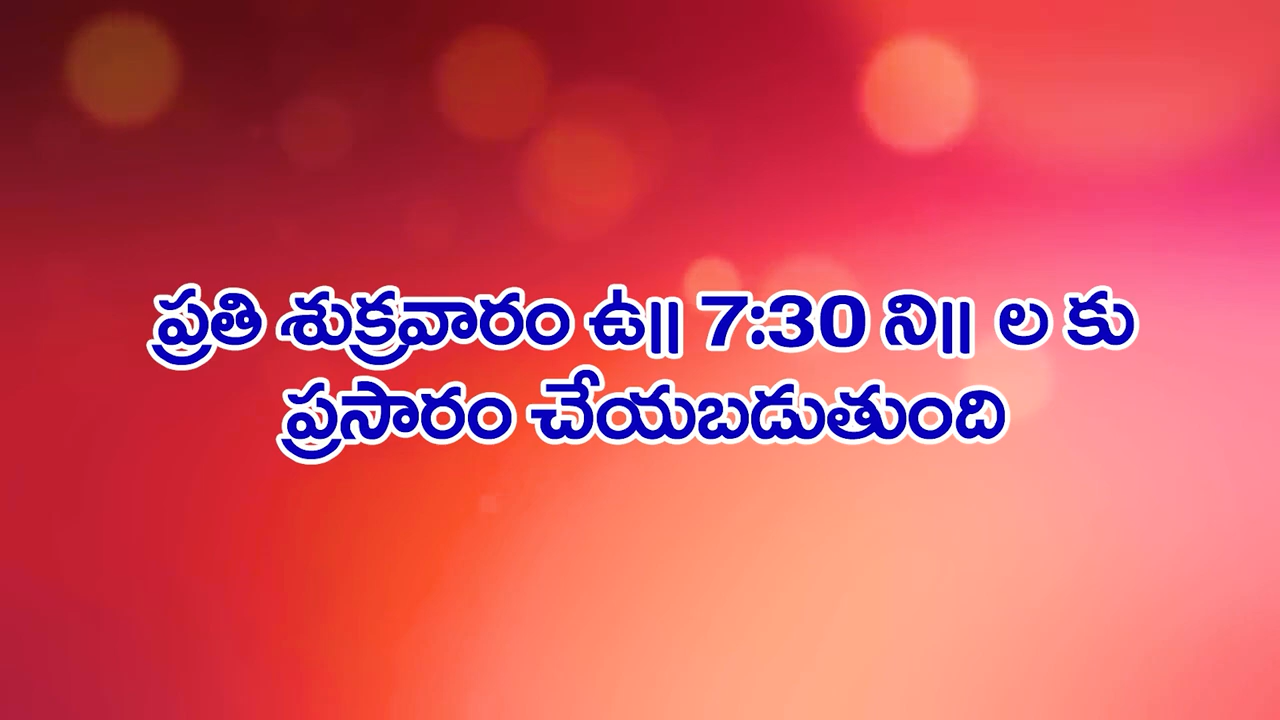 ప్రతి శుక్రవారం ఉ॥ 7:30 ని॥ ల కు
ప్రసారం చేయబడుతుంది